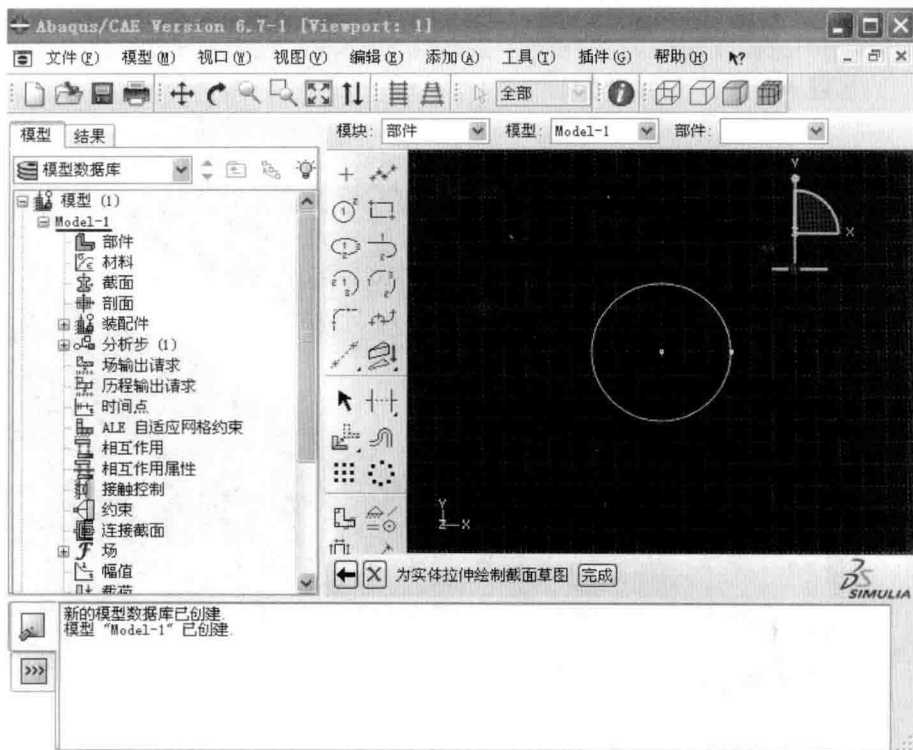 Abaqus/CAE Version 6.7-1 [Viewport: 1]
文件(F) 模型(M) 视口(W) 视图(V) 编辑(E) 添加(A) 工具(T) 插件(G) 帮助(H)
全部
模型 结果
模块: 部件 模型: Model-1 部件:
模型数据库
模型 (1)
Model-1
部件
材料
截面
剖面
装配件
分析步 (1)
场输出请求
历程输出请求
时间点
ALE 自适应网格约束
相互作用
相互作用属性
接触控制
约束
连接截面
场
幅值
载荷
Y
X
Y
Z X
为实体拉伸绘制截面草图 完成
SIMULIA
新的模型数据库已创建.
模型 "Model-1" 已创建.
>>>